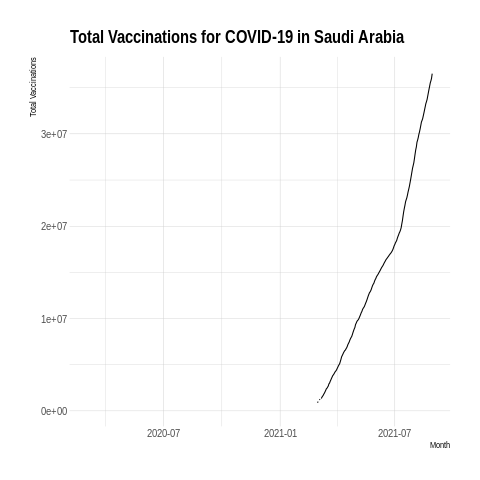 Total Vaccinations for COVID-19 in Saudi Arabia
Total Vaccinations
3e+07
2e+07
1e+07
0e+00
2020-07 2021-01 2021-07
Month